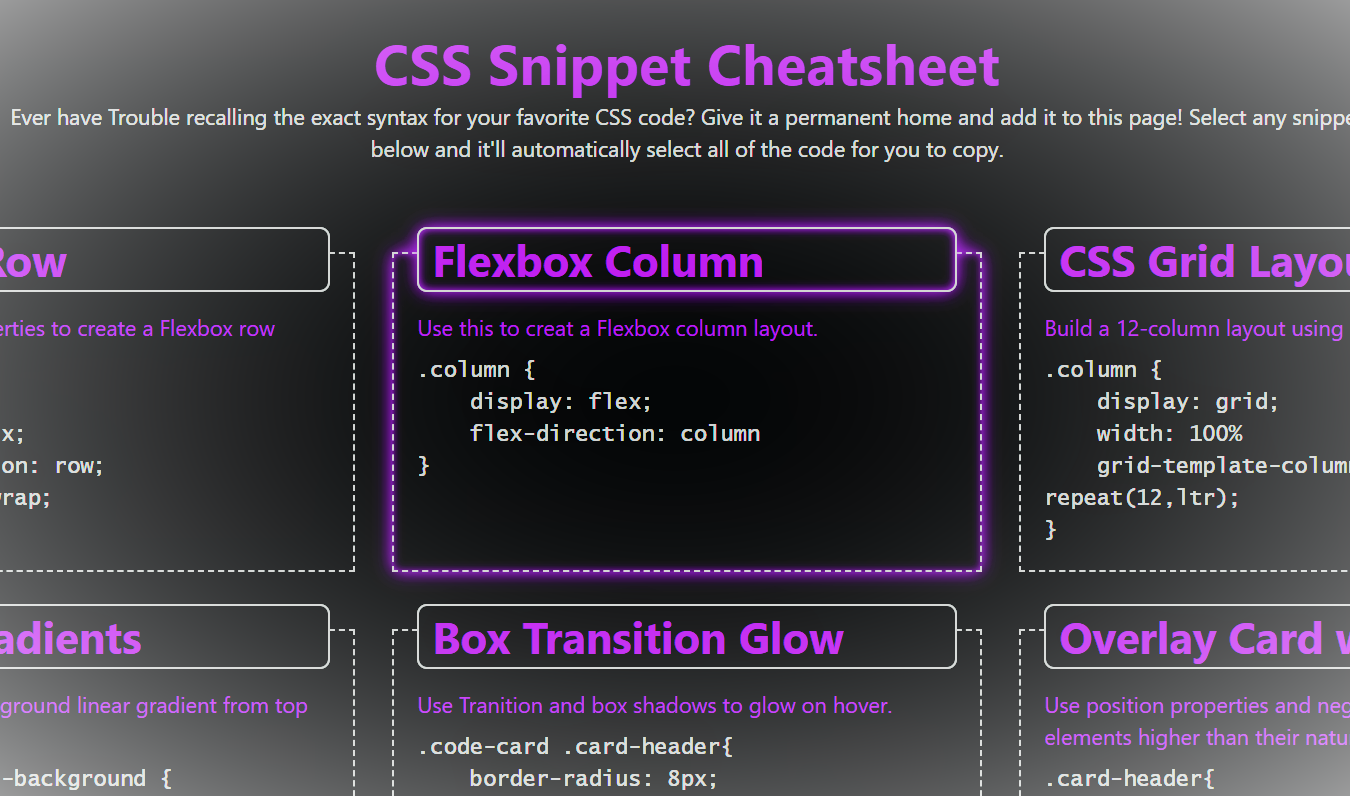 CSS Snippet Cheatsheet
Ever have Trouble recalling the exact syntax for your favorite CSS code? Give it a permanent home and add it to this page! Select any snippe
below and it'll automatically select all of the code for you to copy.
Row
erties to create a Flexbox row
x;
on: row;
wrap;
Flexbox Column
Use this to creat a Flexbox column layout.
.column {
    display: flex;
    flex-direction: column
}
CSS Grid Layou
Build a 12-column layout using
.column {
    display: grid;
    width: 100%
    grid-template-colum
repeat(12,ltr);
}
adients
ground linear gradient from top
-background {
Box Transition Glow
Use Tranition and box shadows to glow on hover.
.code-card .card-header{
    border-radius: 8px;
Overlay Card w
Use position properties and neg
elements higher than their natu
.card-header{